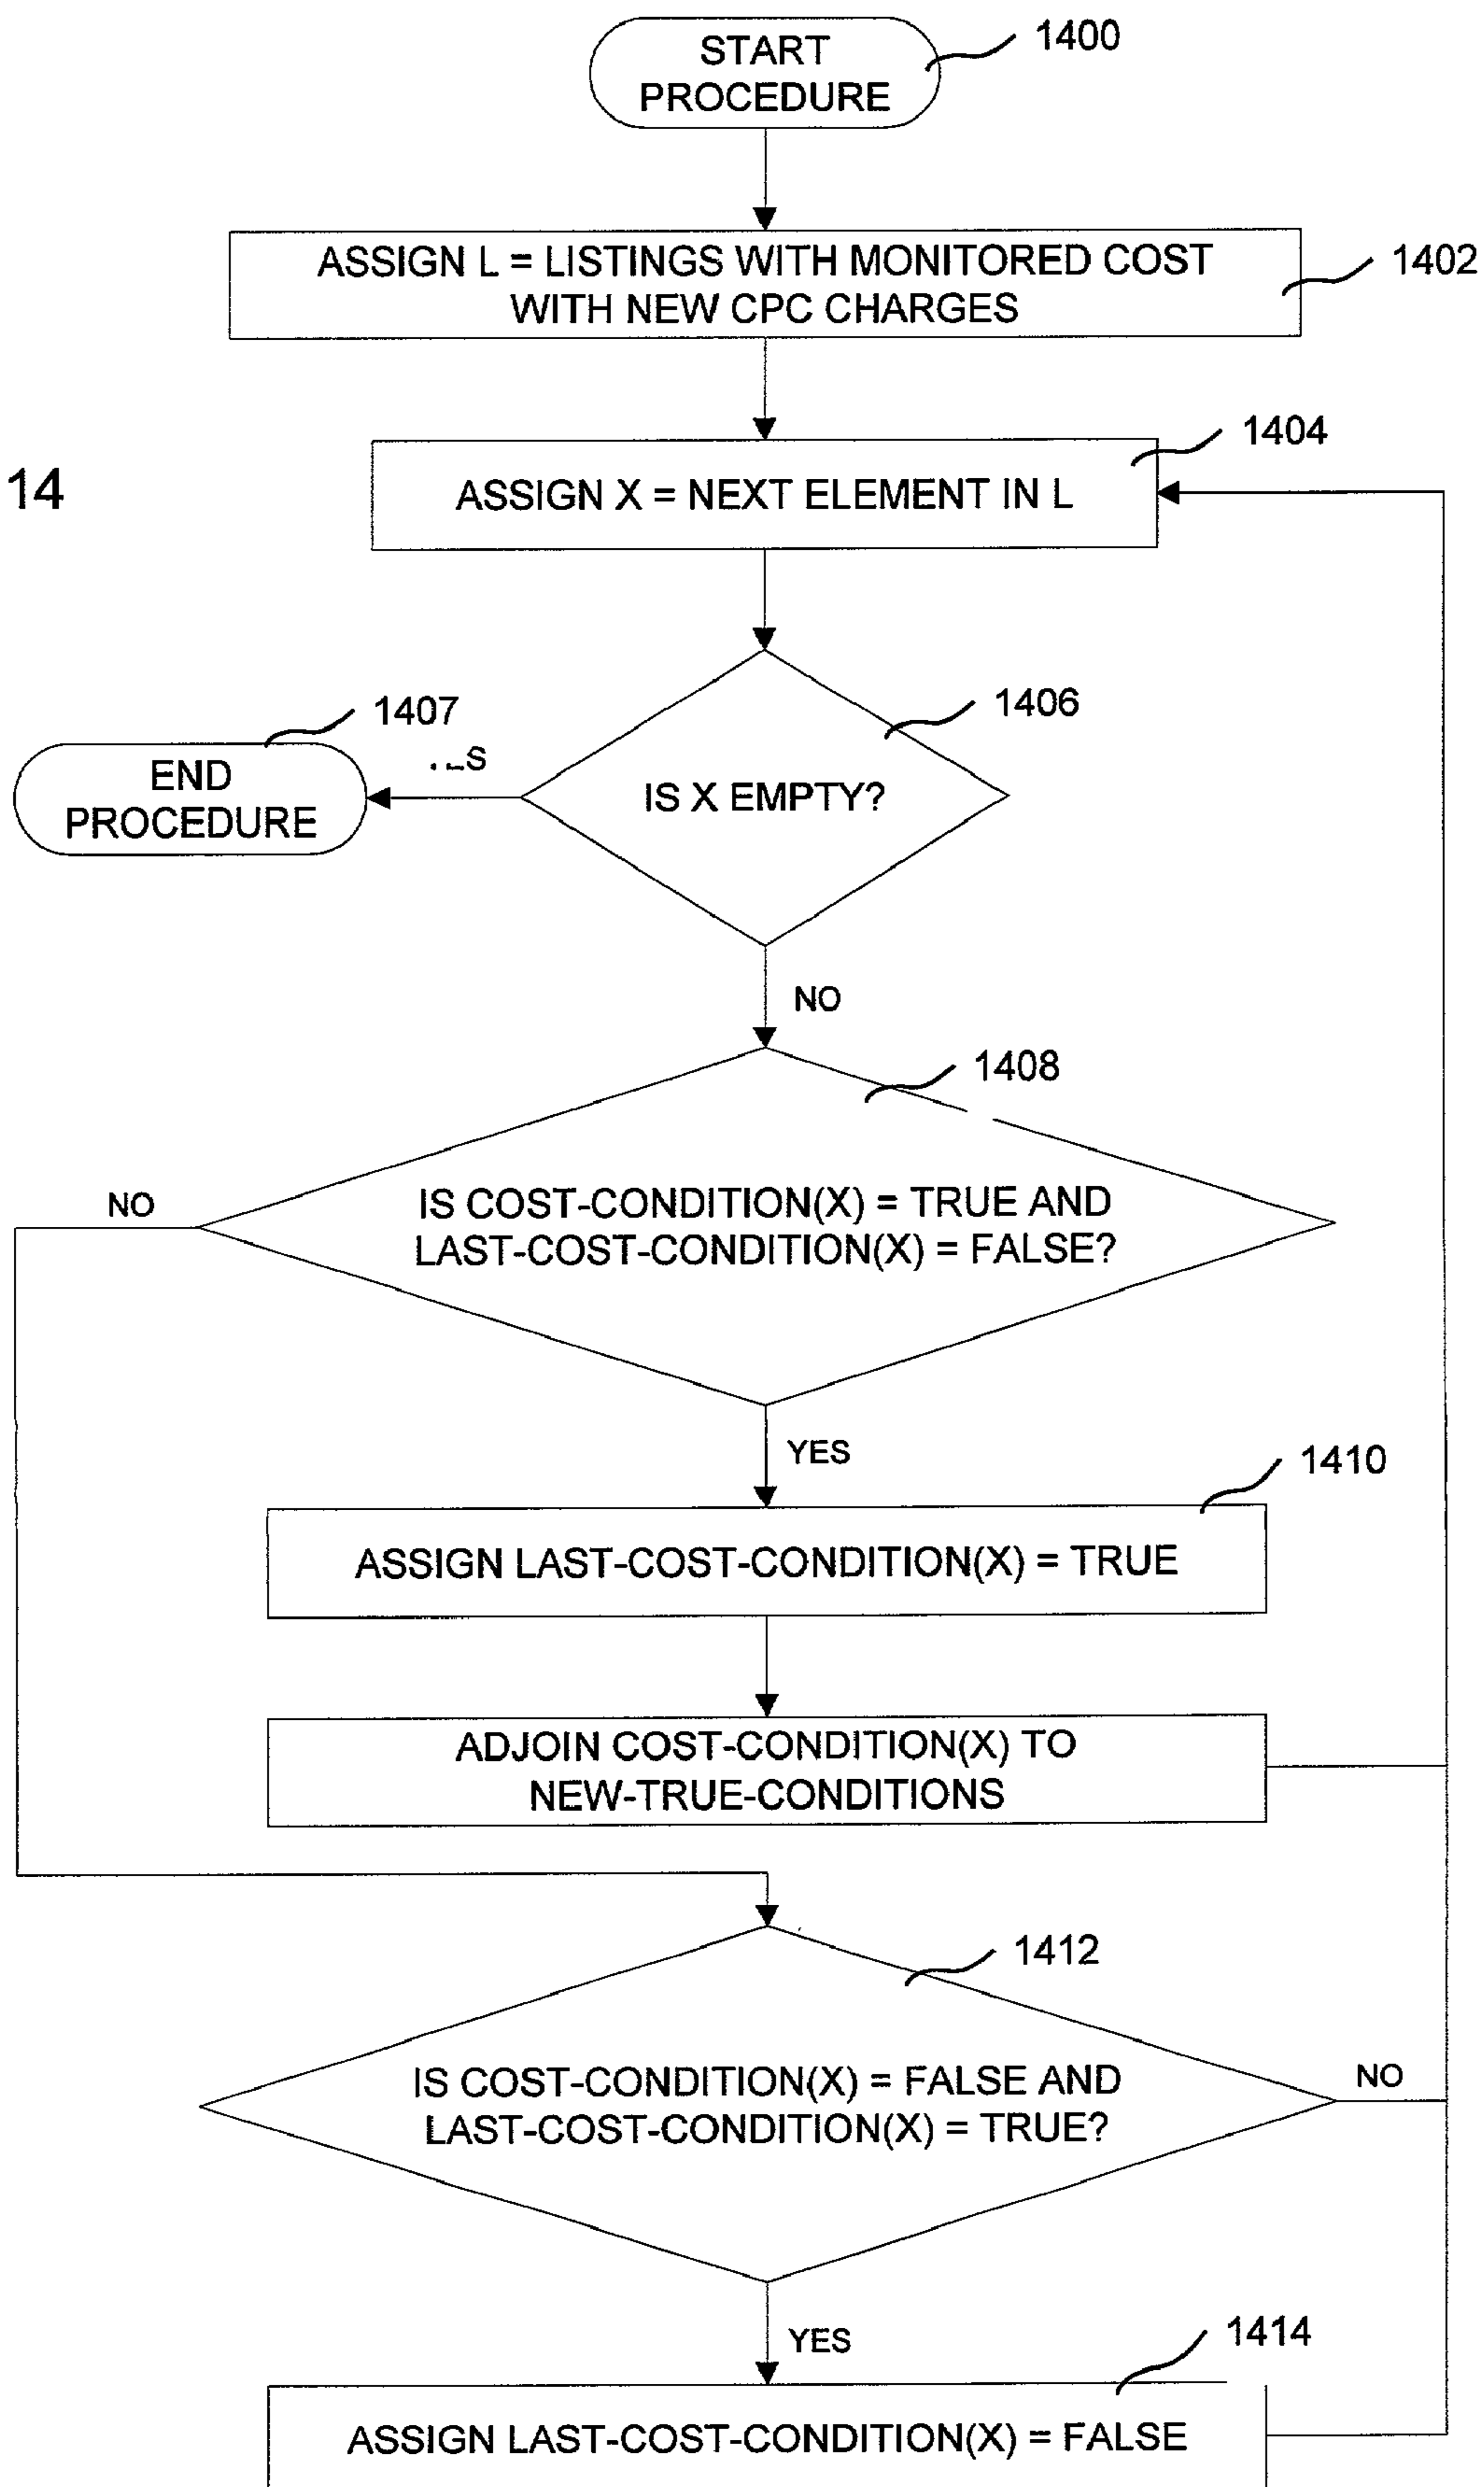 START
PROCEDURE
1400
ASSIGN L = LISTINGS WITH MONITORED COST
WITH NEW CPC CHARGES
1402
14
1404
ASSIGN X = NEXT ELEMENT IN L
1406
1407
END
PROCEDURE
IS X EMPTY?
NO
1408
NO
IS COST-CONDITION(X) = TRUE AND
LAST-COST-CONDITION(X) = FALSE?
YES
1410
ASSIGN LAST-COST-CONDITION(X) = TRUE
ADJOIN COST-CONDITION(X) TO
NEW-TRUE-CONDITIONS
1412
IS COST-CONDITION(X) = FALSE AND
LAST-COST-CONDITION(X) = TRUE?
NO
YES
1414
ASSIGN LAST-COST-CONDITION(X) = FALSE